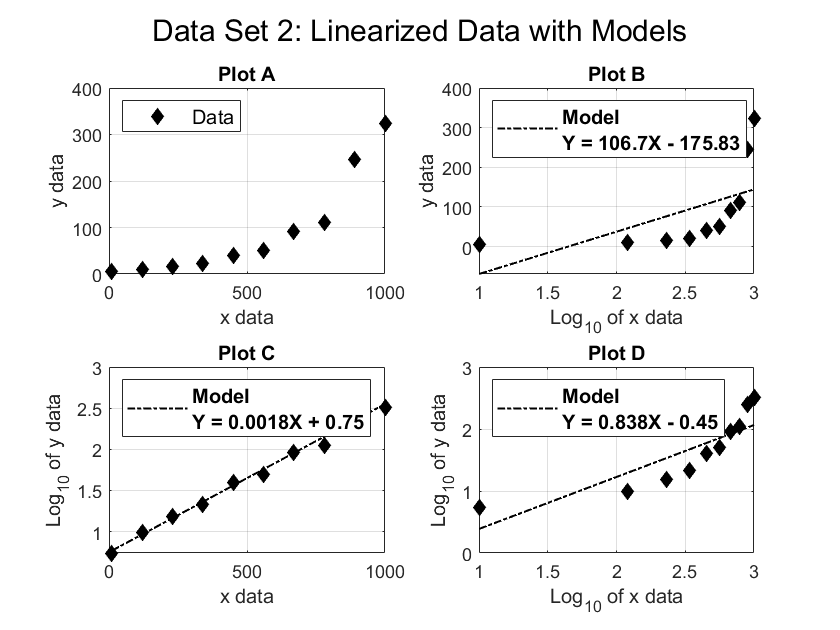 Data Set 2: Linearized Data with Models
Plot A
400
300
200
100
0
y data
Data
0
500
1000
x data
Plot B
400
300
200
100
0
y data
Model
Y = 106.7X - 175.83
1
1.5
2
2.5
3
Log10 of x data
Plot C
3
2.5
2
1.5
1
Log10 of y data
Model
Y = 0.0018X + 0.75
0
500
1000
x data
Plot D
3
2
1
0
Log10 of y data
Model
Y = 0.838X - 0.45
1
1.5
2
2.5
3
Log10 of x data